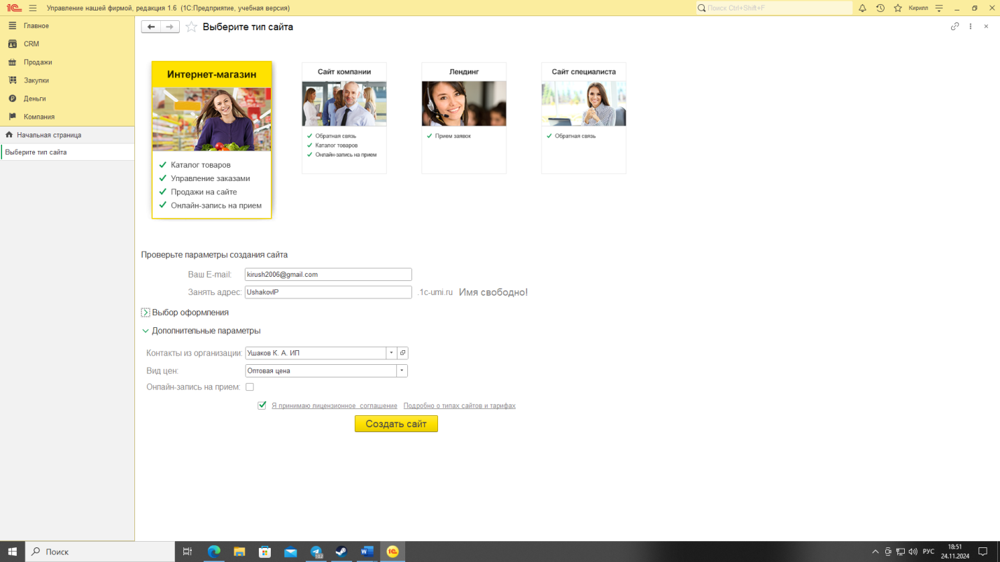 1С Управление нашей фирмой, редакция 1.6 (1С:Предприятие, учебная версия)
Поиск Ctrl+Shift+F
Кирилл
Главное
CRM
Продажи
Закупки
Деньги
Компания
Начальная страница
Выберите тип сайта
Выберите тип сайта
Интернет-магазин
Каталог товаров
Управление заказами
Продажи на сайте
Онлайн-запись на прием
Сайт компании
Обратная связь
Каталог товаров
Онлайн-запись на прием
Лендинг
Прием заявок
Сайт специалиста
Обратная связь
Проверьте параметры создания сайта
Ваш E-mail: kirush2006@gmail.com
Занять адрес: UshakovIP .1c-umi.ru Имя свободно!
Выбор оформления
Дополнительные параметры
Контакты из организации: Ушаков К. А. ИП
Вид цен: Оптовая цена
Онлайн-запись на прием:
Я принимаю лицензионное соглашение Подробно о типах сайтов и тарифах
Создать сайт
Поиск
102
РУС
18:51
24.11.2024